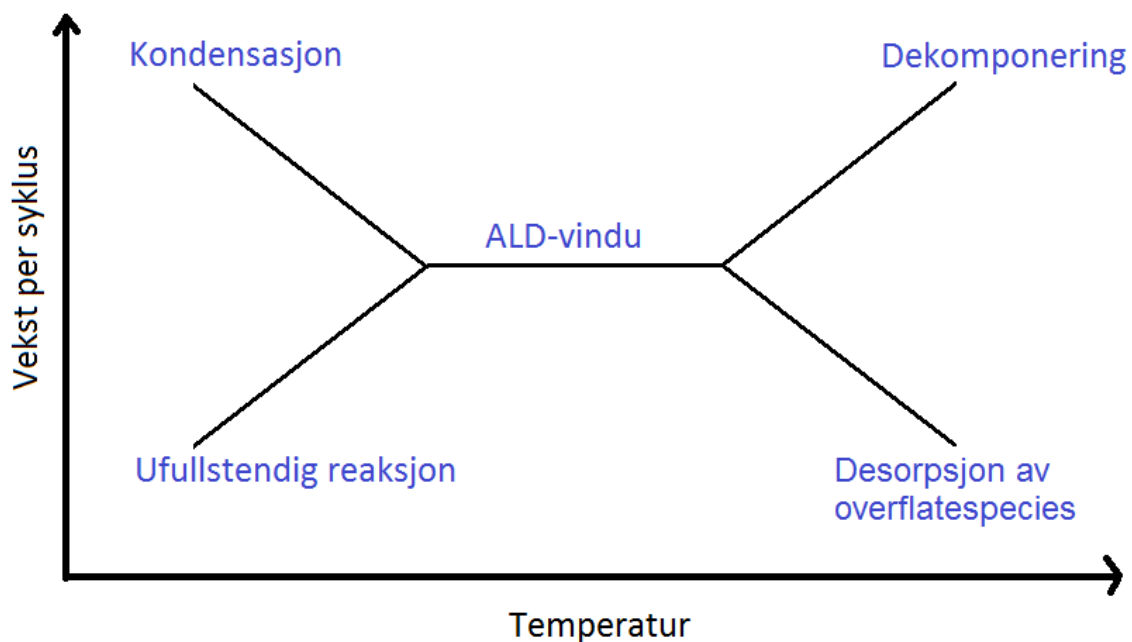 Kondensasjon
Dekomponering
Vekst per syklus
ALD-vindu
Ufullstendig reaksjon
Desorpsjon av
overflatespecies
Temperatur